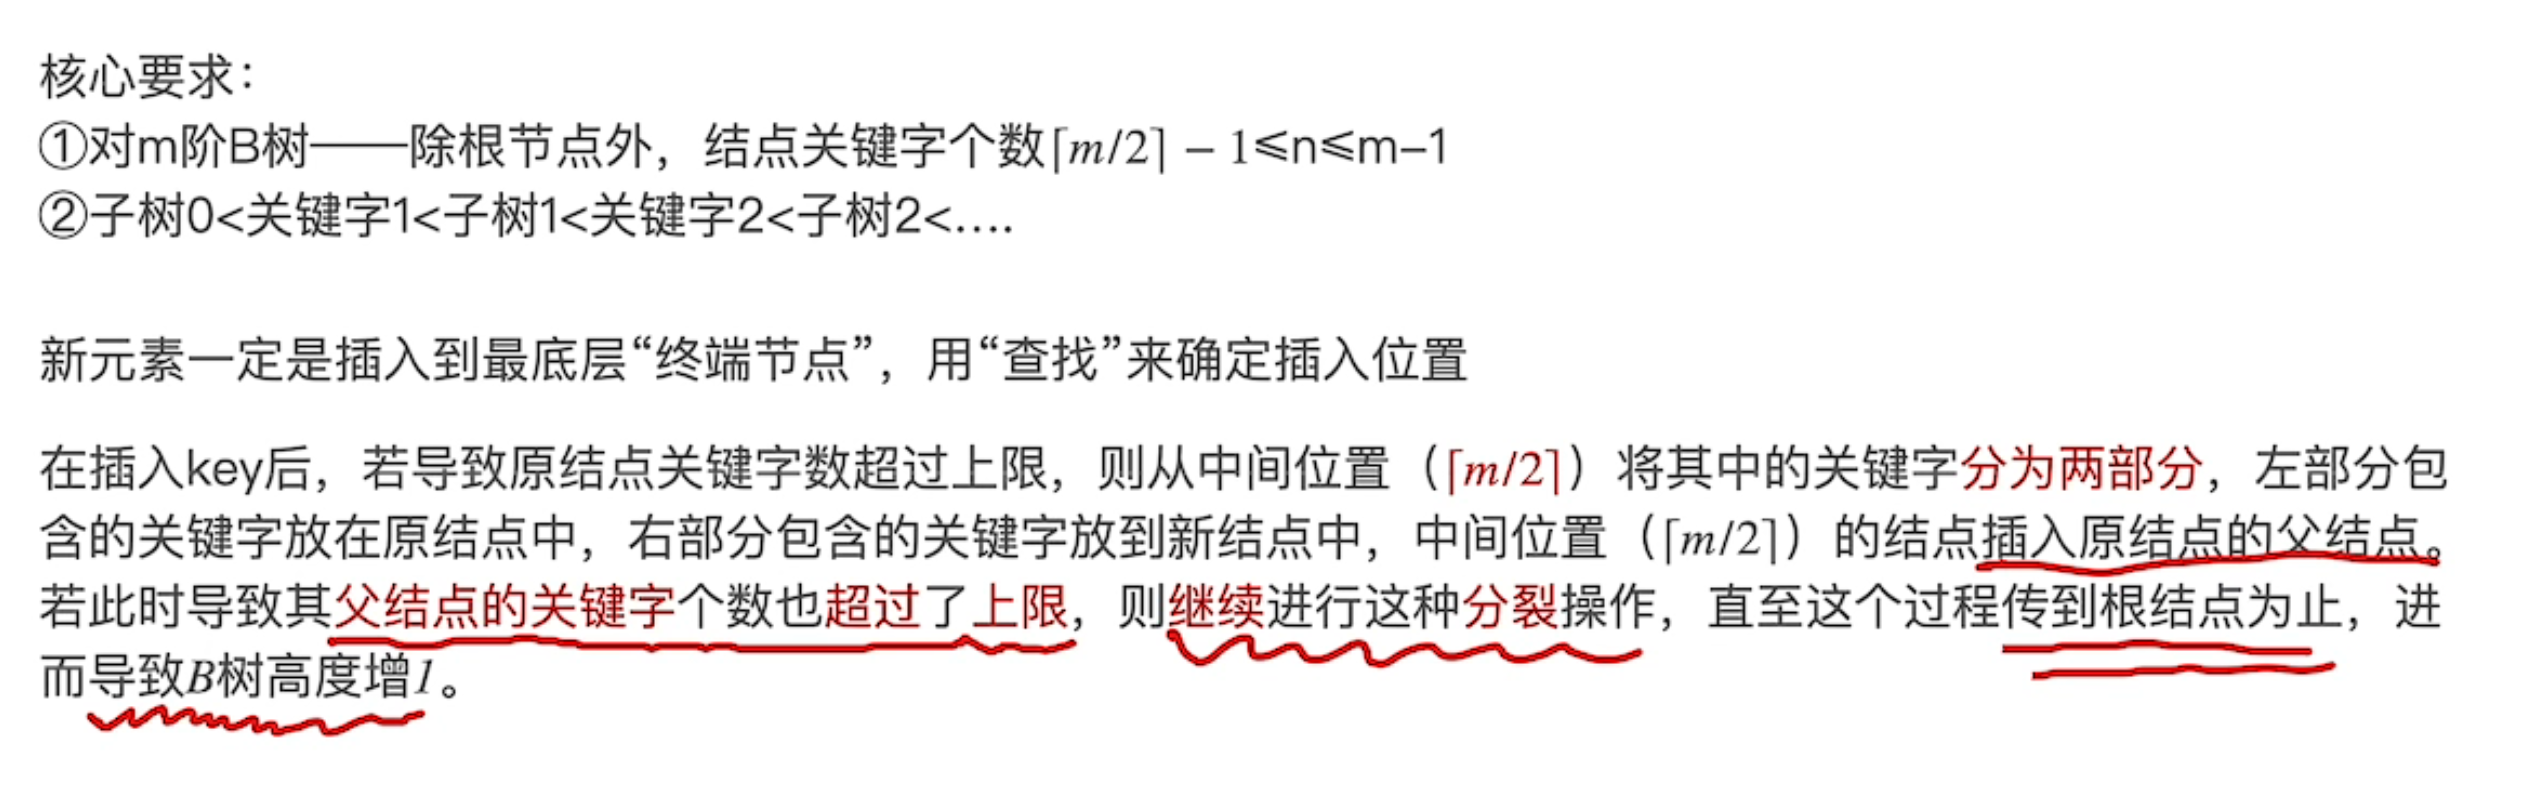 核心要求：
①对m阶B树——除根节点外，结点关键字个数⌈m/2⌉ − 1≤n≤m–1
②子树0<关键字1<子树1<关键字2<子树2<....
新元素一定是插入到最底层“终端节点”，用“查找”来确定插入位置
在插入key后，若导致原结点关键字数超过上限，则从中间位置（⌈m/2⌉）将其中的关键字分为两部分，左部分包
含的关键字放在原结点中，右部分包含的关键字放到新结点中，中间位置（⌈m/2⌉）的结点插入原结点的父结点。
若此时导致其父结点的关键字个数也超过了上限，则继续进行这种分裂操作，直至这个过程传到根结点为止，进
而导致B树高度增1。